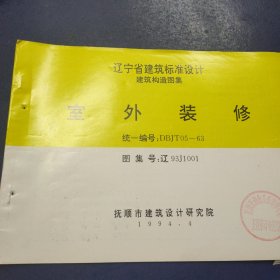 辽宁省建筑标准设计
建筑构造图集
室外装修
统一编号:DBJT05-63
图集号:辽93J1001
抚顺市建筑设计研究院
1994.4